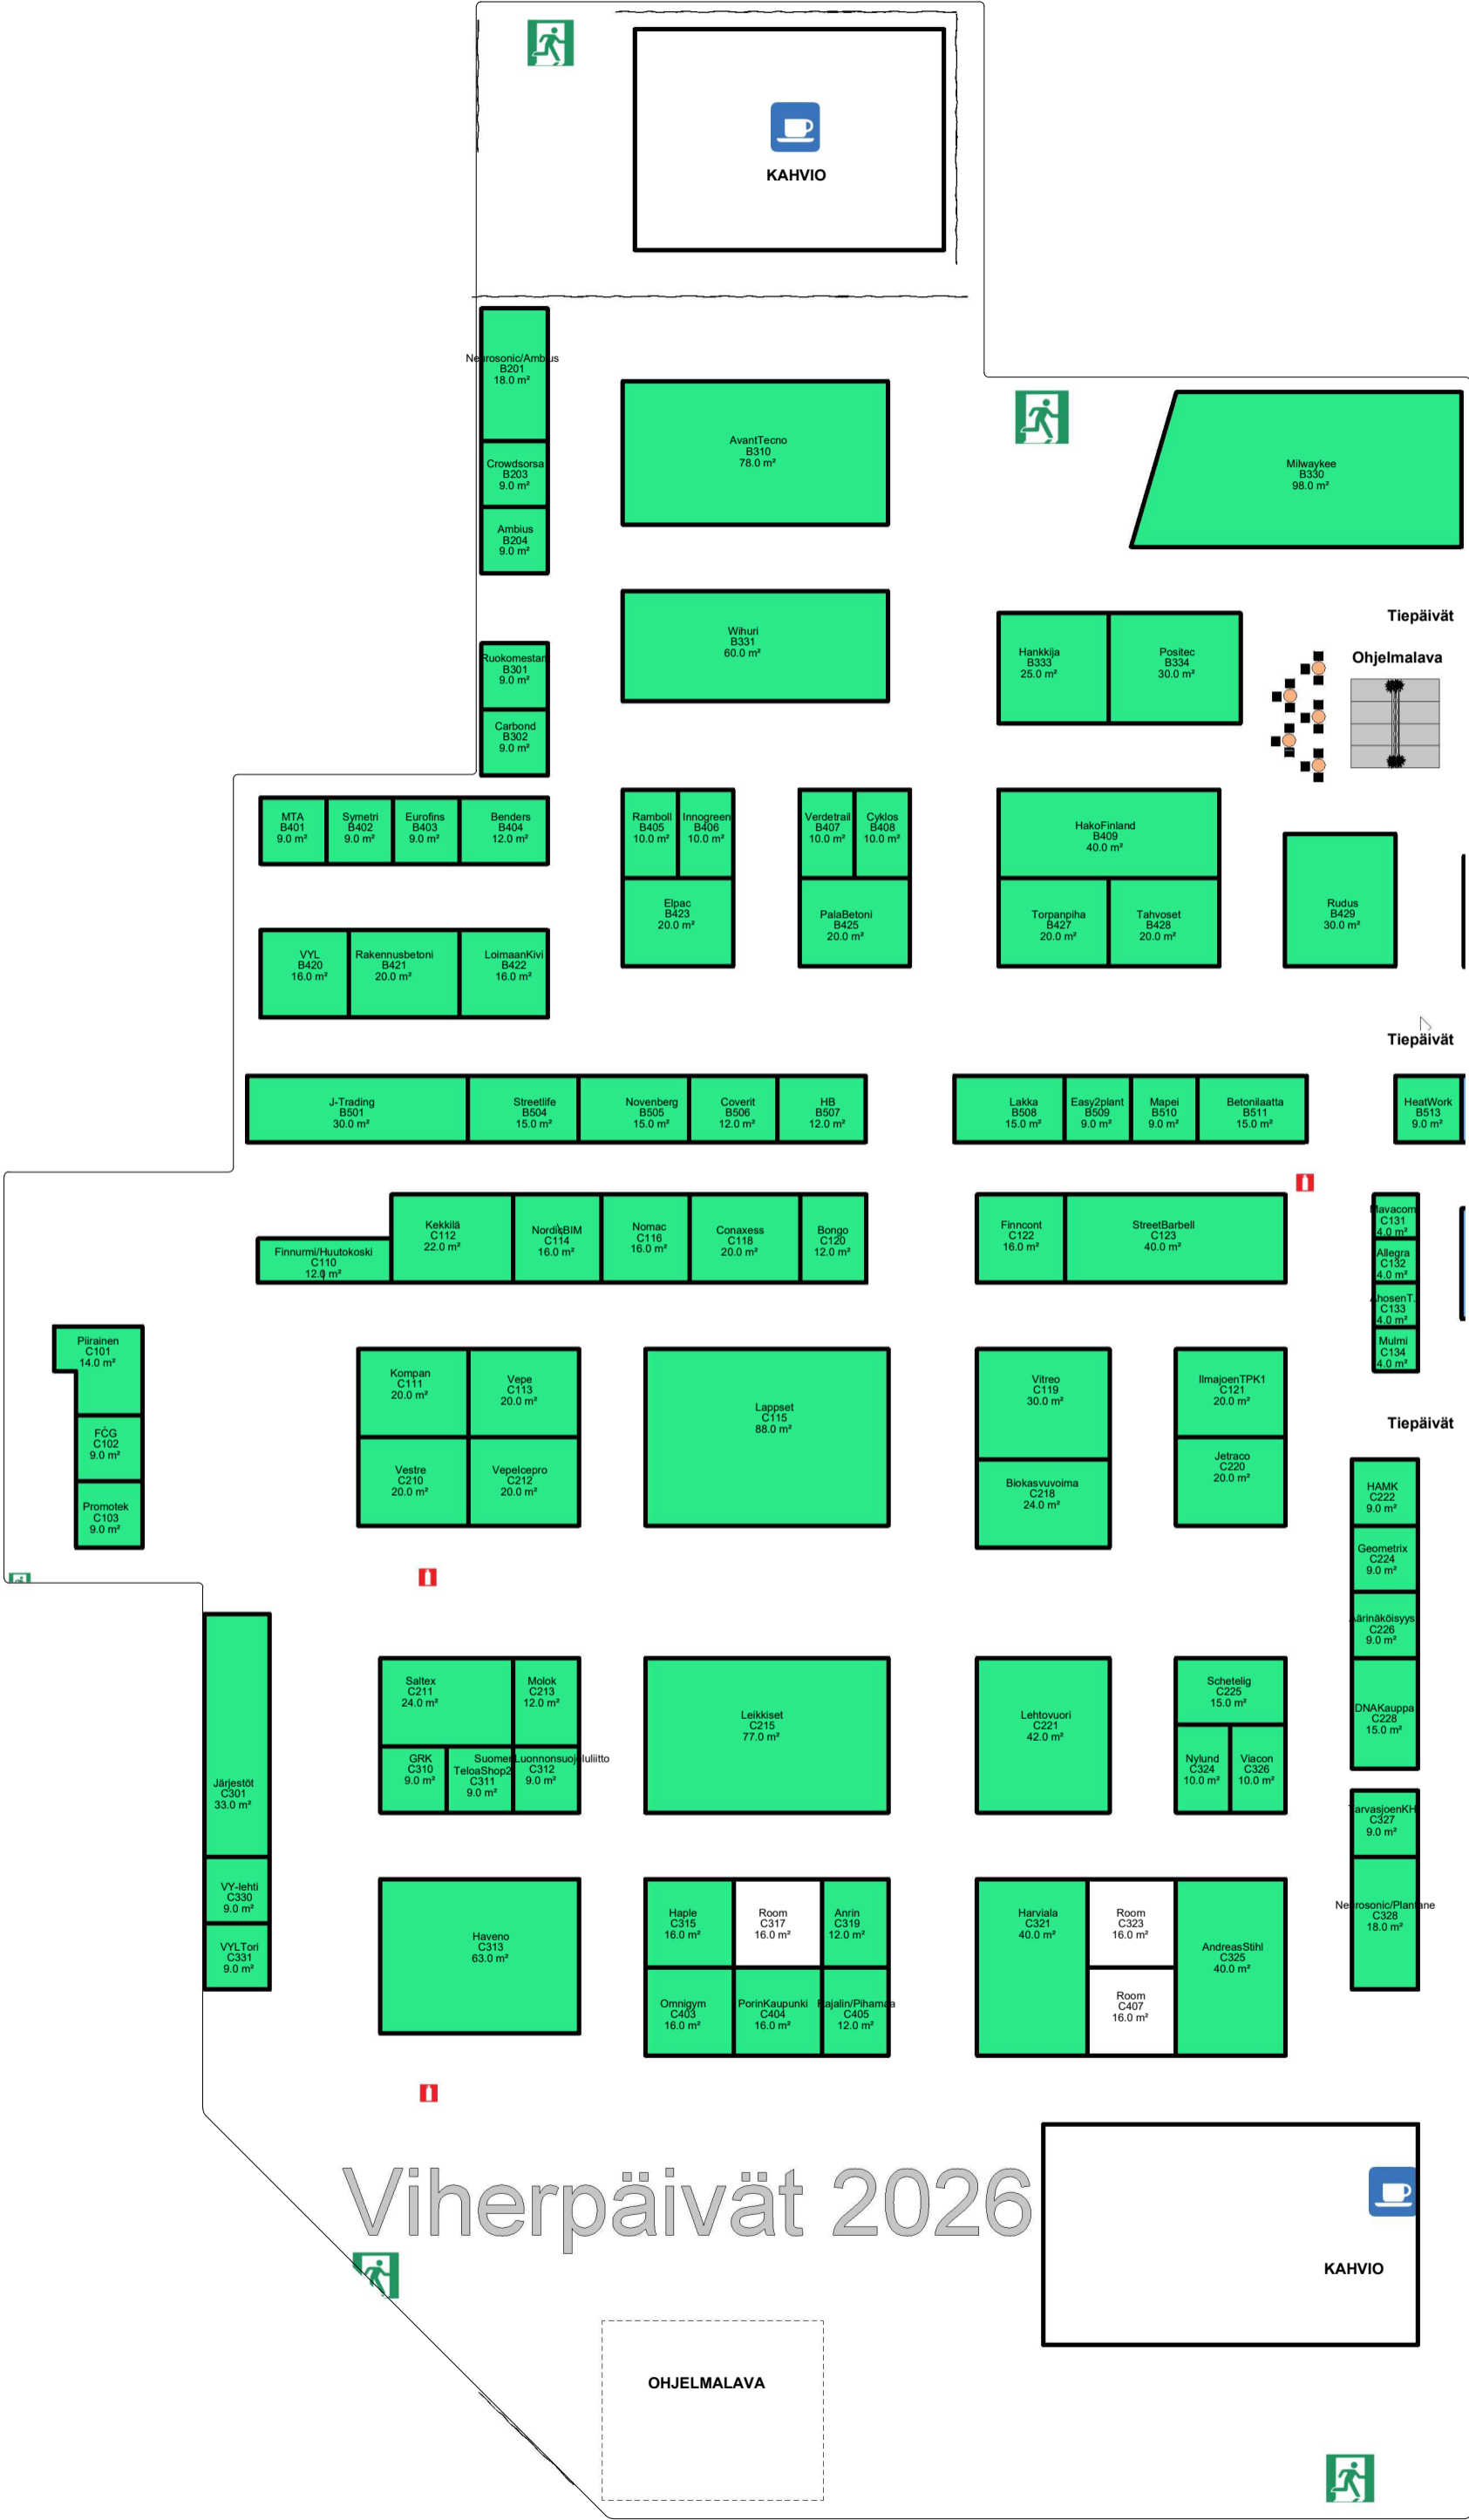 KAHVIO
Neurosonic/Ambius
B201
18.0 m²
Crowdsorsa
B203
9.0 m²
Ambius
B204
9.0 m²
AvantTecno
B310
78.0 m²
Milwaykee
B330
98.0 m²
Wihuri
B331
60.0 m²
Hankkija
B333
25.0 m²
Positec
B334
30.0 m²
Tiepäivät
Ohjelmalava
Ruokomestari
B301
9.0 m²
Carbond
B302
9.0 m²
MTA
B401
9.0 m²
Symetri
B402
9.0 m²
Eurofins
B403
9.0 m²
Benders
B404
12.0 m²
Ramboll
B405
10.0 m²
Innogreen
B406
10.0 m²
Verdetrail
B407
10.0 m²
Cyklos
B408
10.0 m²
HakoFinland
B409
40.0 m²
Elpac
B423
20.0 m²
PalaBetoni
B425
20.0 m²
Torpanpiha
B427
20.0 m²
Tahvoset
B428
20.0 m²
Rudus
B429
30.0 m²
VYL
B420
16.0 m²
Rakennusbetoni
B421
20.0 m²
LoimaanKivi
B422
16.0 m²
Tiepäivät
J-Trading
B501
30.0 m²
Streetlife
B504
15.0 m²
Novenberg
B505
15.0 m²
Coverit
B506
12.0 m²
HB
B507
12.0 m²
Lakka
B508
15.0 m²
Easy2plant
B509
9.0 m²
Mapei
B510
9.0 m²
Betonilaatta
B511
15.0 m²
HeatWork
B513
9.0 m²
Finnurmi/Huutokoski
C110
12.0 m²
Kekkilä
C112
22.0 m²
NordicBIM
C114
16.0 m²
Nomac
C116
16.0 m²
Conaxess
C118
20.0 m²
Bongo
C120
12.0 m²
Finncont
C122
16.0 m²
StreetBarbell
C123
40.0 m²
Mavacom
C131
4.0 m²
Allegra
C132
4.0 m²
AhosenT.
C133
4.0 m²
Mulmi
C134
4.0 m²
Piirainen
C101
14.0 m²
FCG
C102
9.0 m²
Promotek
C103
9.0 m²
Kompan
C111
20.0 m²
Vepe
C113
20.0 m²
Vestre
C210
20.0 m²
VepeIcepro
C212
20.0 m²
Lappset
C115
88.0 m²
Vitreo
C119
30.0 m²
Biokasvuvoima
C218
24.0 m²
IlmajoenTPK1
C121
20.0 m²
Jetraco
C220
20.0 m²
Tiepäivät
HAMK
C222
9.0 m²
Geometrix
C224
9.0 m²
Äärinäköisyys
C226
9.0 m²
DNAKauppa
C228
15.0 m²
Järjestöt
C301
33.0 m²
VY-lehti
C330
9.0 m²
VYLTori
C331
9.0 m²
Saltex
C211
24.0 m²
Molok
C213
12.0 m²
GRK
C310
9.0 m²
TeloaShop2
C311
9.0 m²
Suomen Luonnonsuojeluliitto
C312
9.0 m²
Leikkiset
C215
77.0 m²
Lehtovuori
C221
42.0 m²
Schetelig
C225
15.0 m²
Nylund
C324
10.0 m²
Viacon
C326
10.0 m²
TarvasjoenKH
C327
9.0 m²
Neurosonic/Plantane
C328
18.0 m²
Haveno
C313
63.0 m²
Haple
C315
16.0 m²
Room
C317
16.0 m²
Anrin
C319
12.0 m²
Omnigym
C403
16.0 m²
PorinKaupunki
C404
16.0 m²
Rajalin/Pihamaa
C405
12.0 m²
Harviala
C321
40.0 m²
Room
C323
16.0 m²
Room
C407
16.0 m²
AndreasStihl
C325
40.0 m²
Viherpäivät 2026
KAHVIO
OHJELMALAVA